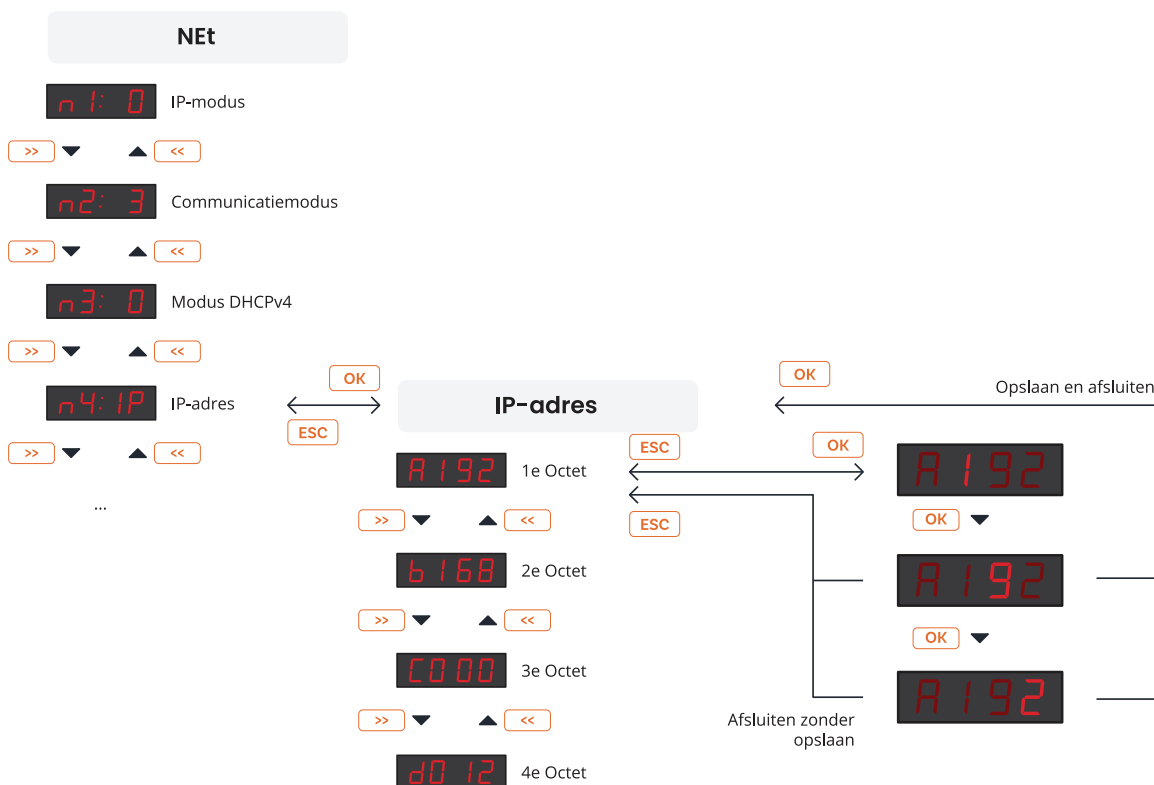 NEt
n1: 0 IP-modus
>> <<
n2: 3 Communicatiemodus
>> <<
n3: 0 Modus DHCPv4
>> <<
n4:IP IP-adres
>> <<
...
OK
ESC
IP-adres
A192 1e Octet
>> <<
b168 2e Octet
>> <<
C000 3e Octet
>> <<
d012 4e Octet
OK
Opslaan en afsluiten
ESC
OK
ESC
A192
OK
A192
OK
A192
Afsluiten zonder
opslaan